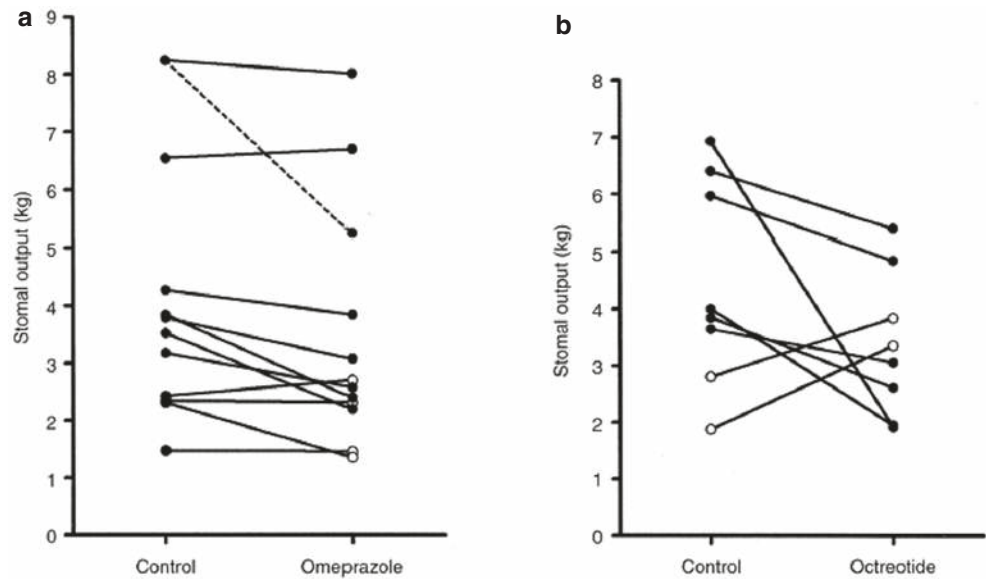 a
9
8
7
6
5
4
3
2
1
0
Stomal output (kg)
Control
Omeprazole
b
8
7
6
5
4
3
2
1
0
Stomal output (kg)
Control
Octreotide